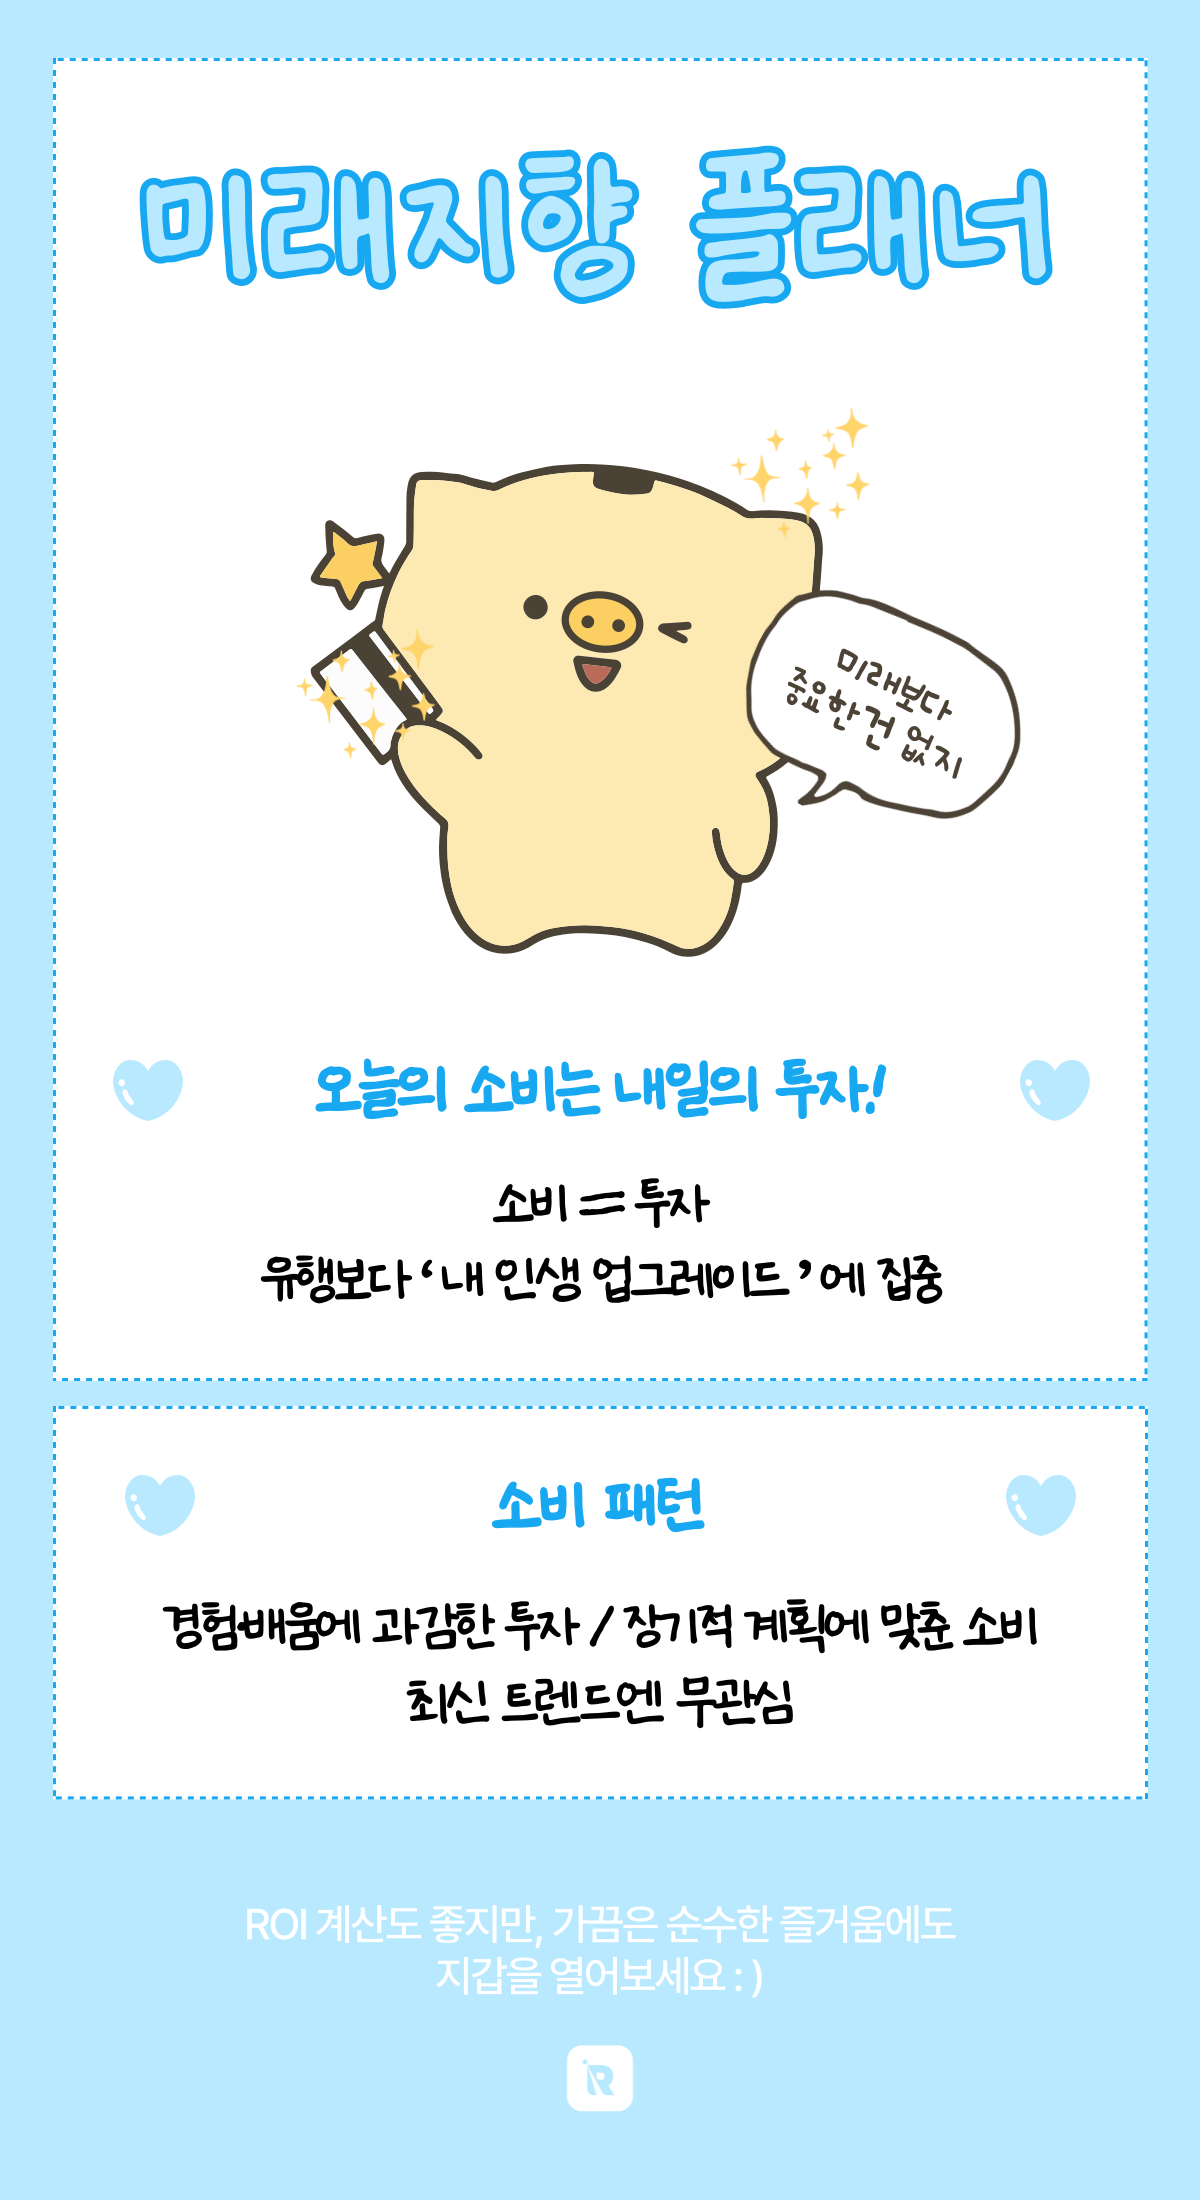 미래지향 플래너
미래보다
중요한건 없지
오늘의 소비는 내일의 투자!
소비 = 투자
유행보다 ‘내 인생 업그레이드’에 집중
소비 패턴
경험·배움에 과감한 투자 / 장기적 계획에 맞춘 소비
최신 트렌드엔 무관심
ROI 계산도 좋지만, 가끔은 순수한 즐거움에도
지갑을 열어보세요 : )
R